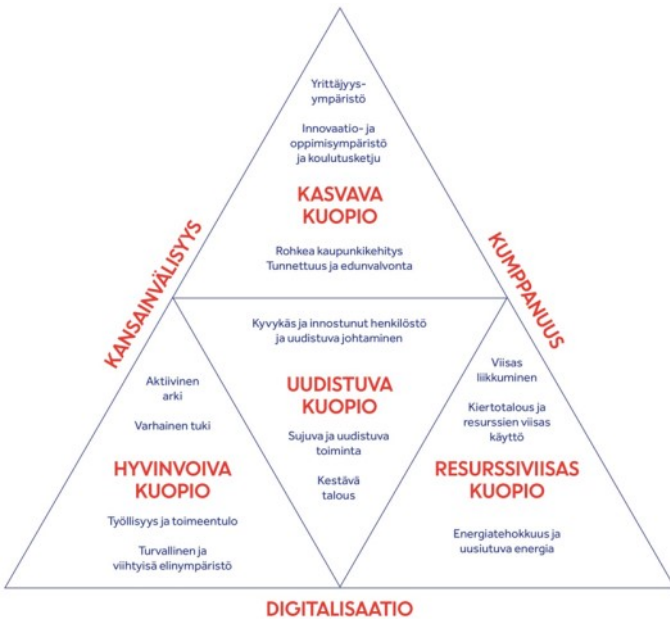 Yrittäjyys-
ympäristö
Innovaatio- ja
oppimisympäristö
ja koulutusketju
KASVAVA
KUOPIO
Rohkea kaupunkikehitys
Tunnettuus ja edunvalvonta
KANSAINVÄLISYYS
KUMPPANUUS
Kyvykäs ja innostunut henkilöstö
ja uudistuva johtaminen
UUDISTUVA
KUOPIO
Sujuva ja uudistuva
toiminta
Kestävä
talous
Aktiivinen
arki
Varhainen tuki
HYVINVOIVA
KUOPIO
Työllisyys ja toimeentulo
Turvallinen ja
viihtyisä elinympäristö
Viisas
liikkuminen
Kiertotalous ja
resurssien viisas
käyttö
RESURSSIVIISAS
KUOPIO
Energiatehokkuus ja
uusiutuva energia
DIGITALISAATIO